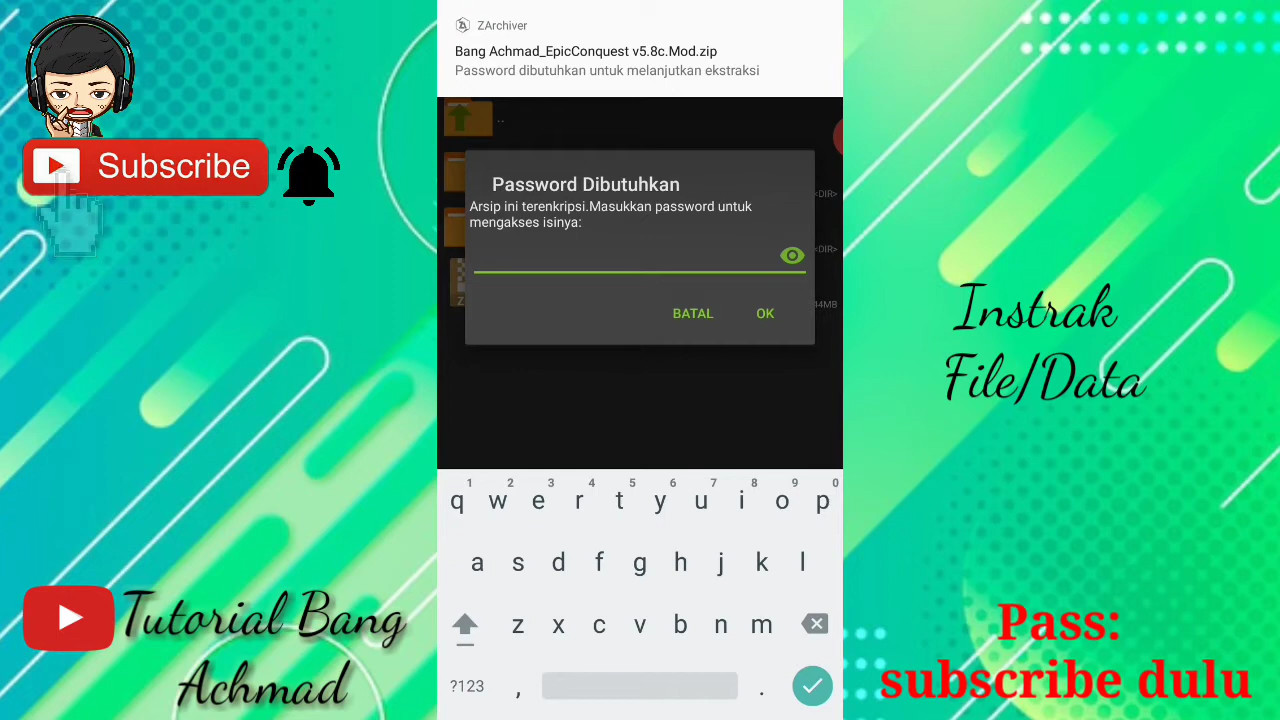 ZArchiver
Bang Achmad_EpicConquest v5.8c.Mod.zip
Password dibutuhkan untuk melanjutkan ekstraksi
Subscribe
..
<DIR>
Password Dibutuhkan
Arsip ini terenkripsi.Masukkan password untuk
mengakses isinya:
<DIR>
Z
14MB
BATAL OK
Instrak
File/Data
1 2 3 4 5 6 7 8 9 0
q w e r t y u i o p
a s d f g h j k l
z x c v b n m
?123 , .
Tutorial Bang
Achmad
Pass:
subscribe dulu